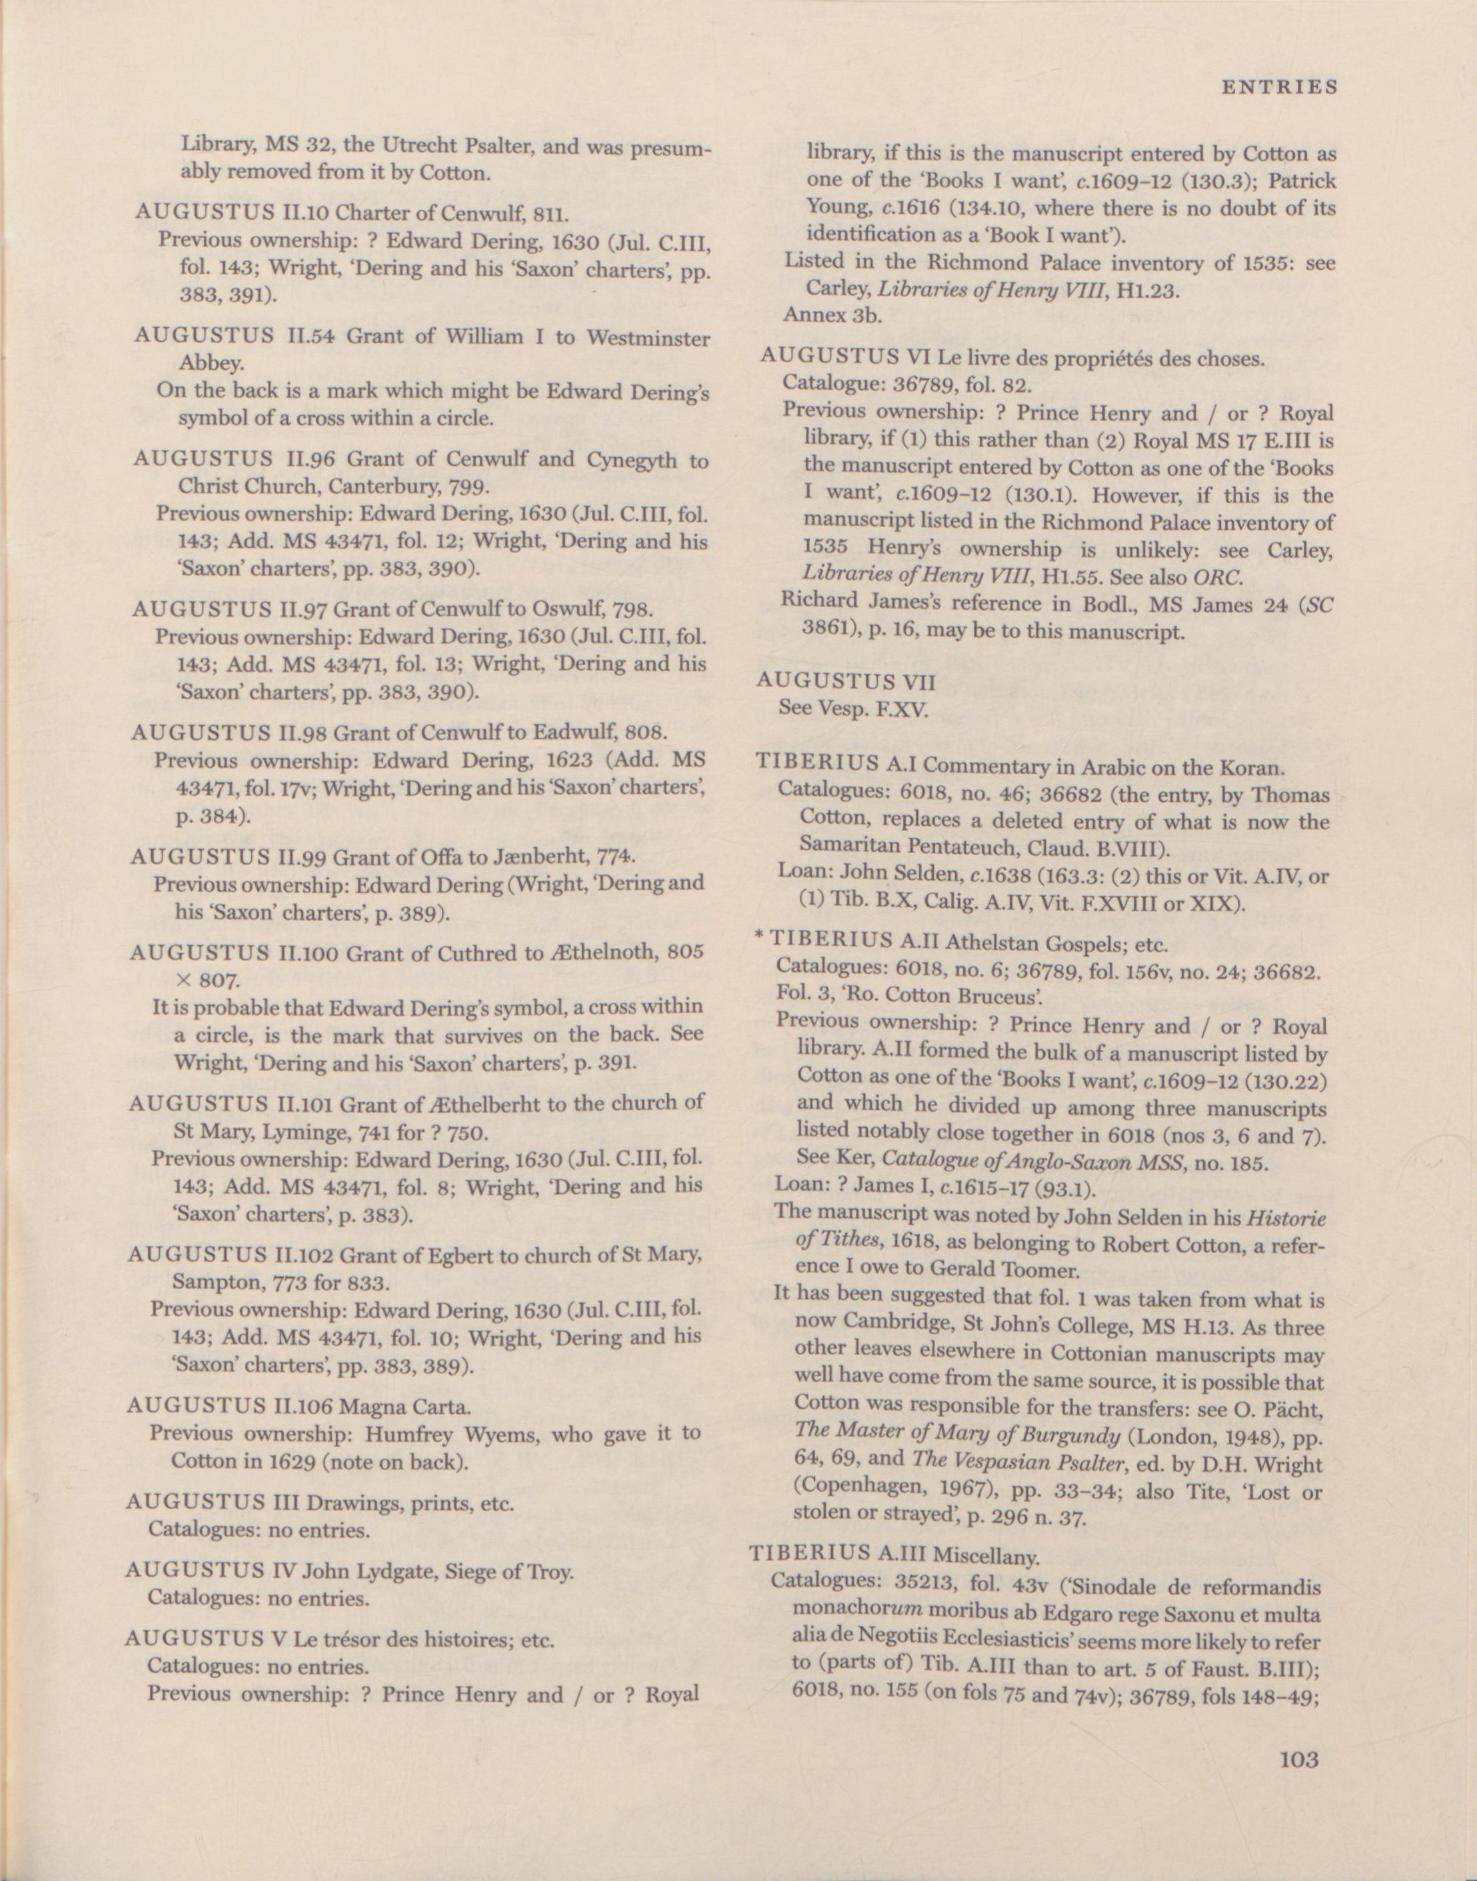 ENTRIES
Library, MS 32, the Utrecht Psalter, and was presum-
ably removed from it by Cotton.
AUGUSTUS II.10 Charter of Cenwulf, 811.
Previous ownership: ? Edward Dering, 1630 (Jul. C.III,
fol. 143; Wright, ‘Dering and his ‘Saxon’ charters’, pp.
383, 391).
AUGUSTUS II.54 Grant of William I to Westminster
Abbey.
On the back is a mark which might be Edward Dering’s
symbol of a cross within a circle.
AUGUSTUS II.96 Grant of Cenwulf and Cynegyth to
Christ Church, Canterbury, 799.
Previous ownership: Edward Dering, 1630 (Jul. C.III, fol.
143; Add. MS 43471, fol. 12; Wright, ‘Dering and his
‘Saxon’ charters’, pp. 383, 390).
AUGUSTUS II.97 Grant of Cenwulf to Oswulf, 798.
Previous ownership: Edward Dering, 1630 (Jul. C.III, fol.
143; Add. MS 43471, fol. 13; Wright, ‘Dering and his
‘Saxon’ charters’, pp. 383, 390).
AUGUSTUS II.98 Grant of Cenwulf to Eadwulf, 808.
Previous ownership: Edward Dering, 1623 (Add. MS
43471, fol. 17v; Wright, ‘Dering and his ‘Saxon’ charters’,
p. 384).
AUGUSTUS II.99 Grant of Offa to Jænberht, 774.
Previous ownership: Edward Dering (Wright, ‘Dering and
his ‘Saxon’ charters’, p. 389).
AUGUSTUS II.100 Grant of Cuthred to Æthelnoth, 805
× 807.
It is probable that Edward Dering’s symbol, a cross within
a circle, is the mark that survives on the back. See
Wright, ‘Dering and his ‘Saxon’ charters’, p. 391.
AUGUSTUS II.101 Grant of Æthelberht to the church of
St Mary, Lyminge, 741 for ? 750.
Previous ownership: Edward Dering, 1630 (Jul. C.III, fol.
143; Add. MS 43471, fol. 8; Wright, ‘Dering and his
‘Saxon’ charters’, p. 383).
AUGUSTUS II.102 Grant of Egbert to church of St Mary,
Sampton, 773 for 833.
Previous ownership: Edward Dering, 1630 (Jul. C.III, fol.
143; Add. MS 43471, fol. 10; Wright, ‘Dering and his
‘Saxon’ charters’, pp. 383, 389).
AUGUSTUS II.106 Magna Carta.
Previous ownership: Humfrey Wyems, who gave it to
Cotton in 1629 (note on back).
AUGUSTUS III Drawings, prints, etc.
Catalogues: no entries.
AUGUSTUS IV John Lydgate, Siege of Troy.
Catalogues: no entries.
AUGUSTUS V Le trésor des histoires; etc.
Catalogues: no entries.
Previous ownership: ? Prince Henry and / or ? Royal
library, if this is the manuscript entered by Cotton as
one of the ‘Books I want’, c.1609–12 (130.3); Patrick
Young, c.1616 (134.10, where there is no doubt of its
identification as a ‘Book I want’).
Listed in the Richmond Palace inventory of 1535: see
Carley, Libraries of Henry VIII, H1.23.
Annex 3b.
AUGUSTUS VI Le livre des propriétés des choses.
Catalogue: 36789, fol. 82.
Previous ownership: ? Prince Henry and / or ? Royal
library, if (1) this rather than (2) Royal MS 17 E.III is
the manuscript entered by Cotton as one of the ‘Books
I want’, c.1609–12 (130.1). However, if this is the
manuscript listed in the Richmond Palace inventory of
1535 Henry’s ownership is unlikely: see Carley,
Libraries of Henry VIII, H1.55. See also ORC.
Richard James’s reference in Bodl., MS James 24 (SC
3861), p. 16, may be to this manuscript.
AUGUSTUS VII
See Vesp. F.XV.
TIBERIUS A.I Commentary in Arabic on the Koran.
Catalogues: 6018, no. 46; 36682 (the entry, by Thomas
Cotton, replaces a deleted entry of what is now the
Samaritan Pentateuch, Claud. B.VIII).
Loan: John Selden, c.1638 (163.3: (2) this or Vit. A.IV, or
(1) Tib. B.X, Calig. A.IV, Vit. F.XVIII or XIX).
* TIBERIUS A.II Athelstan Gospels; etc.
Catalogues: 6018, no. 6; 36789, fol. 156v, no. 24; 36682.
Fol. 3, ‘Ro. Cotton Bruceus’.
Previous ownership: ? Prince Henry and / or ? Royal
library. A.II formed the bulk of a manuscript listed by
Cotton as one of the ‘Books I want’, c.1609–12 (130.22)
and which he divided up among three manuscripts
listed notably close together in 6018 (nos 3, 6 and 7).
See Ker, Catalogue of Anglo-Saxon MSS, no. 185.
Loan: ? James I, c.1615–17 (93.1).
The manuscript was noted by John Selden in his Historie
of Tithes, 1618, as belonging to Robert Cotton, a refer-
ence I owe to Gerald Toomer.
It has been suggested that fol. 1 was taken from what is
now Cambridge, St John’s College, MS H.13. As three
other leaves elsewhere in Cottonian manuscripts may
well have come from the same source, it is possible that
Cotton was responsible for the transfers: see O. Pächt,
The Master of Mary of Burgundy (London, 1948), pp.
64, 69, and The Vespasian Psalter, ed. by D.H. Wright
(Copenhagen, 1967), pp. 33–34; also Tite, ‘Lost or
stolen or strayed’, p. 296 n. 37.
TIBERIUS A.III Miscellany.
Catalogues: 35213, fol. 43v (‘Sinodale de reformandis
monachorum moribus ab Edgaro rege Saxonu et multa
alia de Negotiis Ecclesiasticis’ seems more likely to refer
to (parts of) Tib. A.III than to art. 5 of Faust. B.III);
6018, no. 155 (on fols 75 and 74v); 36789, fols 148–49;
103